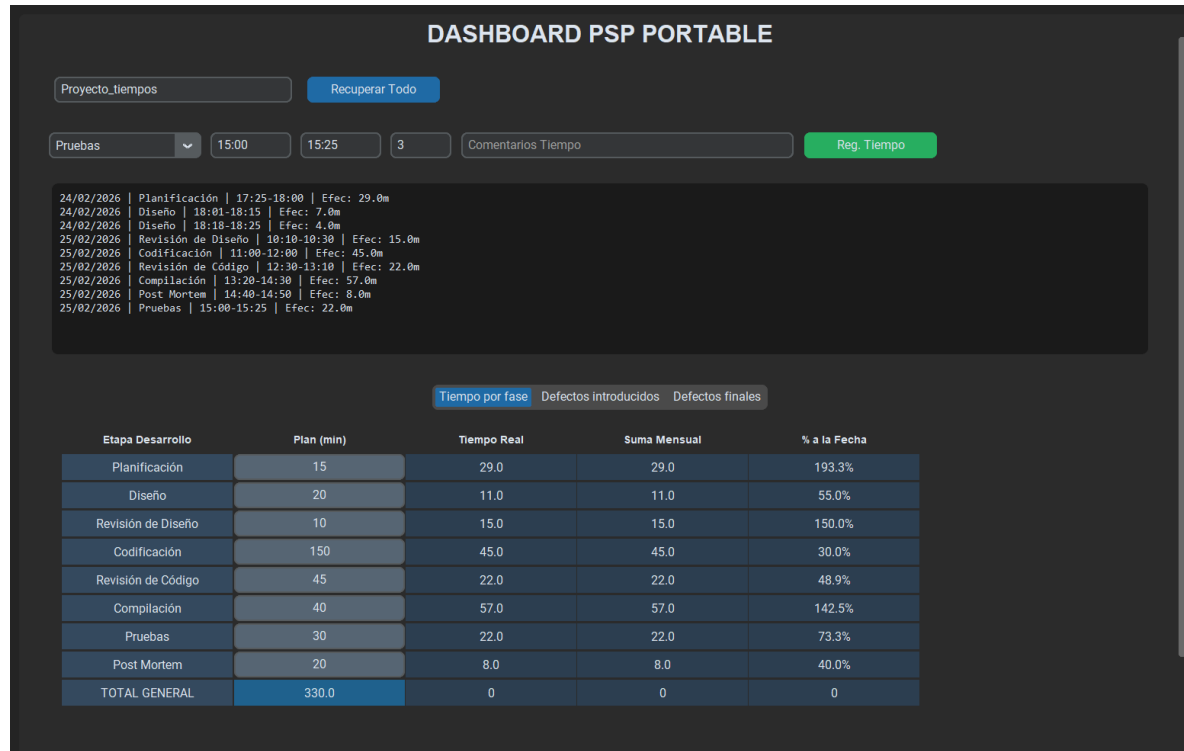 DASHBOARD PSP PORTABLE
Proyecto_tiempos Recuperar Todo
Pruebas 15:00 15:25 3 Comentarios Tiempo Reg. Tiempo
24/02/2026 | Planificación | 17:25-18:00 | Efec: 29.0m
24/02/2026 | Diseño | 18:01-18:15 | Efec: 7.0m
24/02/2026 | Diseño | 18:18-18:25 | Efec: 4.0m
25/02/2026 | Revisión de Diseño | 10:10-10:30 | Efec: 15.0m
25/02/2026 | Codificación | 11:00-12:00 | Efec: 45.0m
25/02/2026 | Revisión de Código | 12:30-13:10 | Efec: 22.0m
25/02/2026 | Compilación | 13:20-14:30 | Efec: 57.0m
25/02/2026 | Post Mortem | 14:40-14:50 | Efec: 8.0m
25/02/2026 | Pruebas | 15:00-15:25 | Efec: 22.0m
Tiempo por fase Defectos introducidos Defectos finales
Etapa Desarrollo Plan (min) Tiempo Real Suma Mensual % a la Fecha
Planificación 15 29.0 29.0 193.3%
Diseño 20 11.0 11.0 55.0%
Revisión de Diseño 10 15.0 15.0 150.0%
Codificación 150 45.0 45.0 30.0%
Revisión de Código 45 22.0 22.0 48.9%
Compilación 40 57.0 57.0 142.5%
Pruebas 30 22.0 22.0 73.3%
Post Mortem 20 8.0 8.0 40.0%
TOTAL GENERAL 330.0 0 0 0